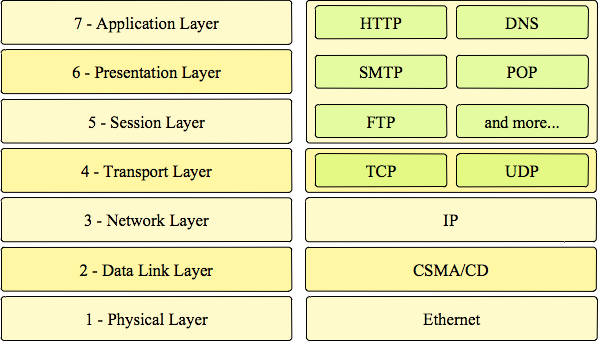 7 - Application Layer
HTTP
DNS
6 - Presentation Layer
SMTP
POP
5 - Session Layer
FTP
and more...
4 - Transport Layer
TCP
UDP
3 - Network Layer
IP
2 - Data Link Layer
CSMA/CD
1 - Physical Layer
Ethernet